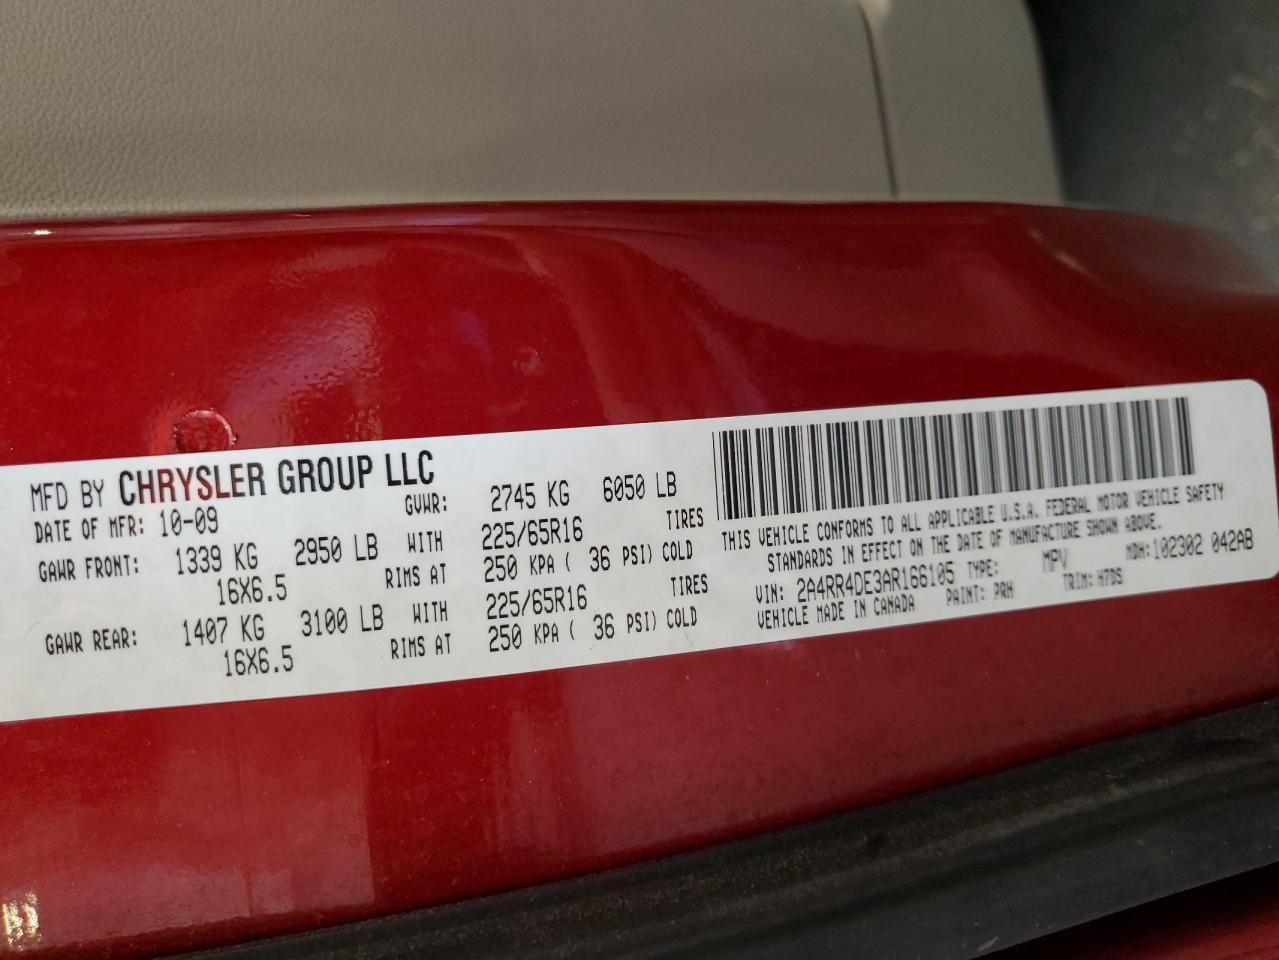 MFD BY CHRYSLER GROUP LLC
DATE OF MFR: 10-09 GVWR: 2745 KG 6050 LB
GAWR FRONT: 1339 KG 2950 LB WITH 225/65R16 TIRES
16X6.5 RIMS AT 250 KPA ( 36 PSI) COLD
GAWR REAR: 1407 KG 3100 LB WITH 225/65R16 TIRES
16X6.5 RIMS AT 250 KPA ( 36 PSI) COLD
THIS VEHICLE CONFORMS TO ALL APPLICABLE U.S.A. FEDERAL MOTOR VEHICLE SAFETY
STANDARDS IN EFFECT ON THE DATE OF MANUFACTURE SHOWN ABOVE.
VIN: 2A4RR4DE3AR166105 TYPE: MPV MDH: 102302 042AB
VEHICLE MADE IN CANADA PAINT: PRH TRIM: H7DS